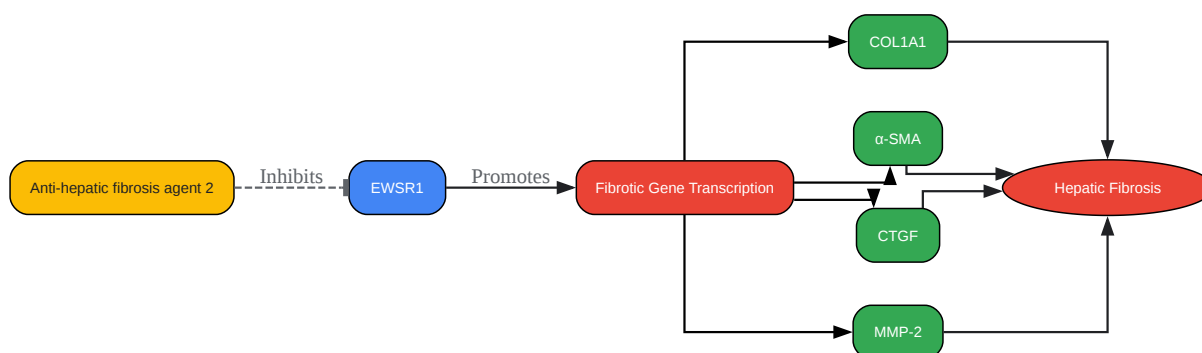 Anti-hepatic fibrosis agent 2
Inhibits
EWSR1
Promotes
Fibrotic Gene Transcription
COL1A1
α-SMA
CTGF
MMP-2
Hepatic Fibrosis